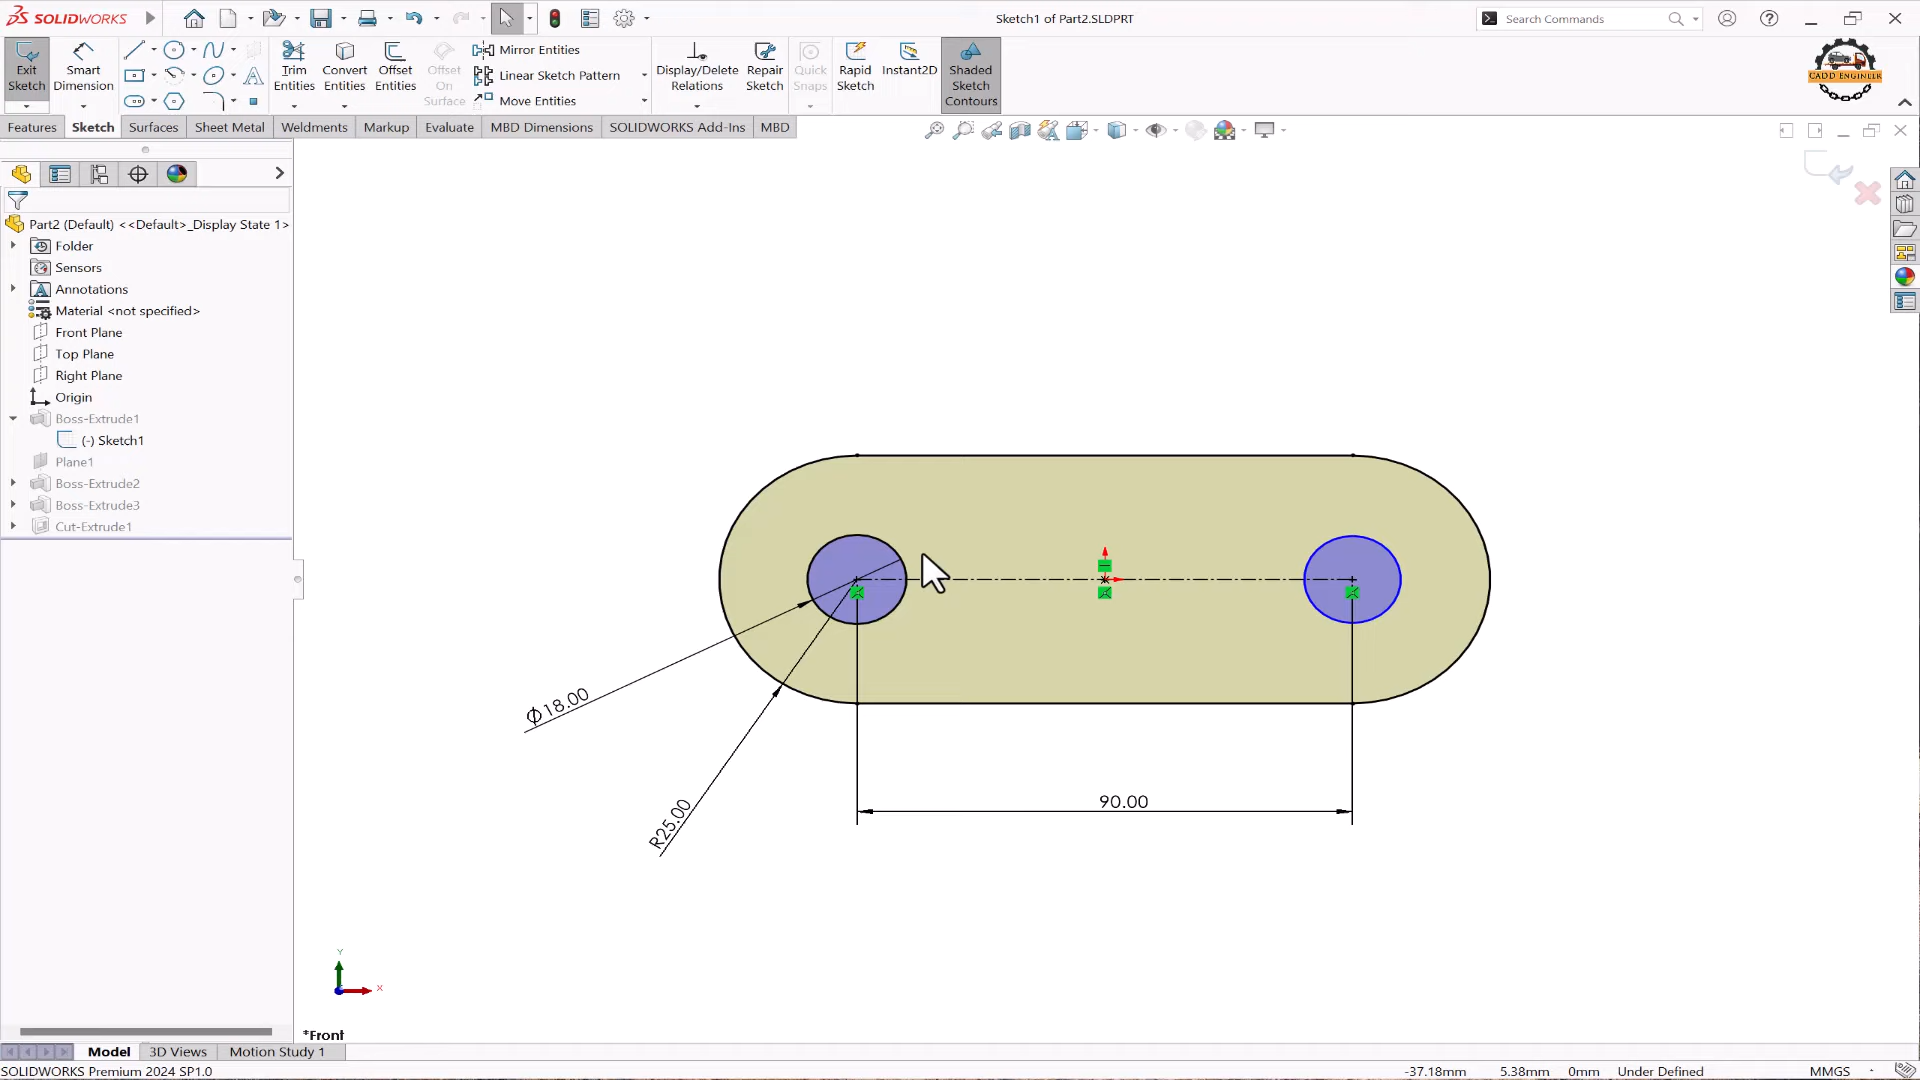 SOLIDWORKS
Sketch1 of Part2.SLDPRT
Search Commands
Exit Sketch
Smart Dimension
Trim Entities
Convert Entities
Offset Entities
Offset On Surface
Mirror Entities
Linear Sketch Pattern
Move Entities
Display/Delete Relations
Repair Sketch
Quick Snaps
Rapid Sketch
Instant2D
Shaded Sketch Contours
CADD ENGINEER
Features
Sketch
Surfaces
Sheet Metal
Weldments
Markup
Evaluate
MBD Dimensions
SOLIDWORKS Add-Ins
MBD
Part2 (Default) <<Default>_Display State 1>
Folder
Sensors
Annotations
Material <not specified>
Front Plane
Top Plane
Right Plane
Origin
Boss-Extrude1
(-) Sketch1
Plane1
Boss-Extrude2
Boss-Extrude3
Cut-Extrude1
Φ18.00
R25.00
90.00
Y
X
*Front
Model
3D Views
Motion Study 1
SOLIDWORKS Premium 2024 SP1.0
-37.18mm
5.38mm
0mm
Under Defined
MMGS